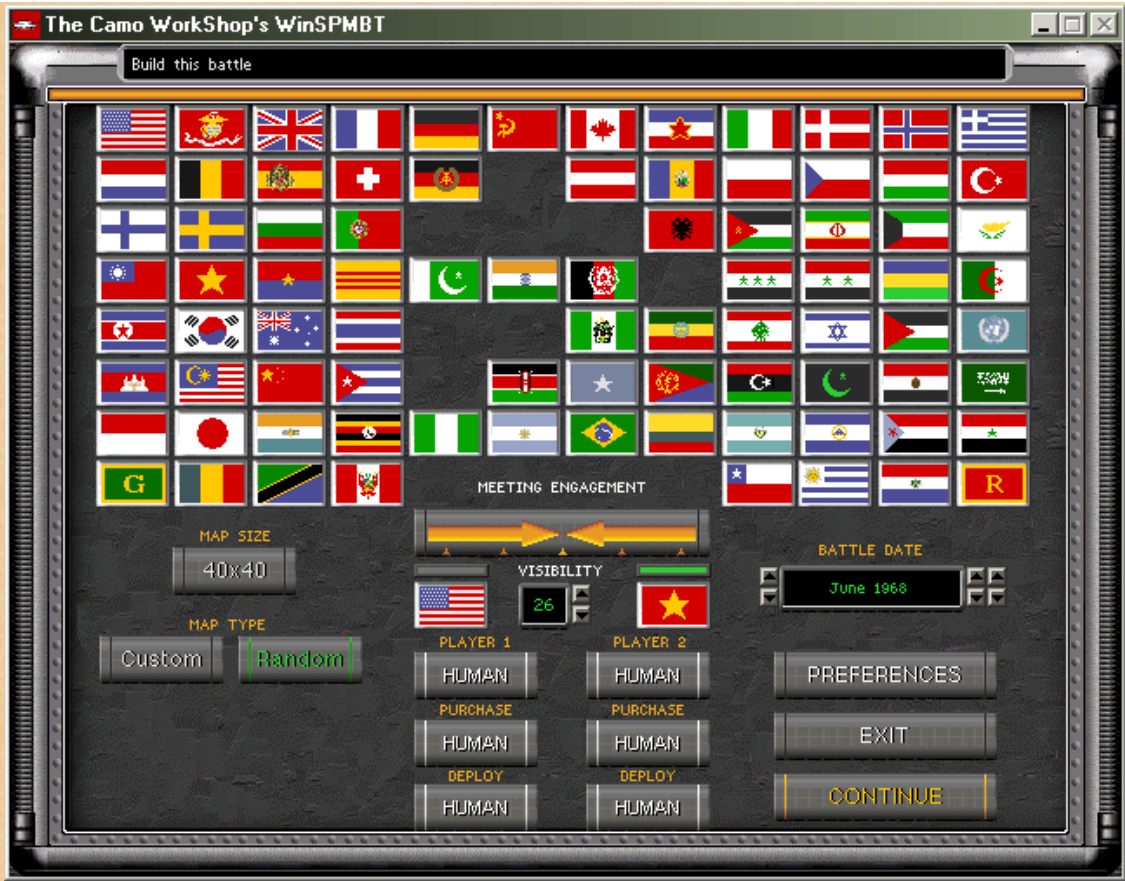 The Camo WorkShop's WinSPMBT
Build this battle
G
R
MEETING ENGAGEMENT
MAP SIZE
40x40
MAP TYPE
Custom
Random
VISIBILITY
26
BATTLE DATE
June 1968
PLAYER 1
PLAYER 2
HUMAN
HUMAN
PURCHASE
PURCHASE
HUMAN
HUMAN
DEPLOY
DEPLOY
HUMAN
HUMAN
PREFERENCES
EXIT
CONTINUE